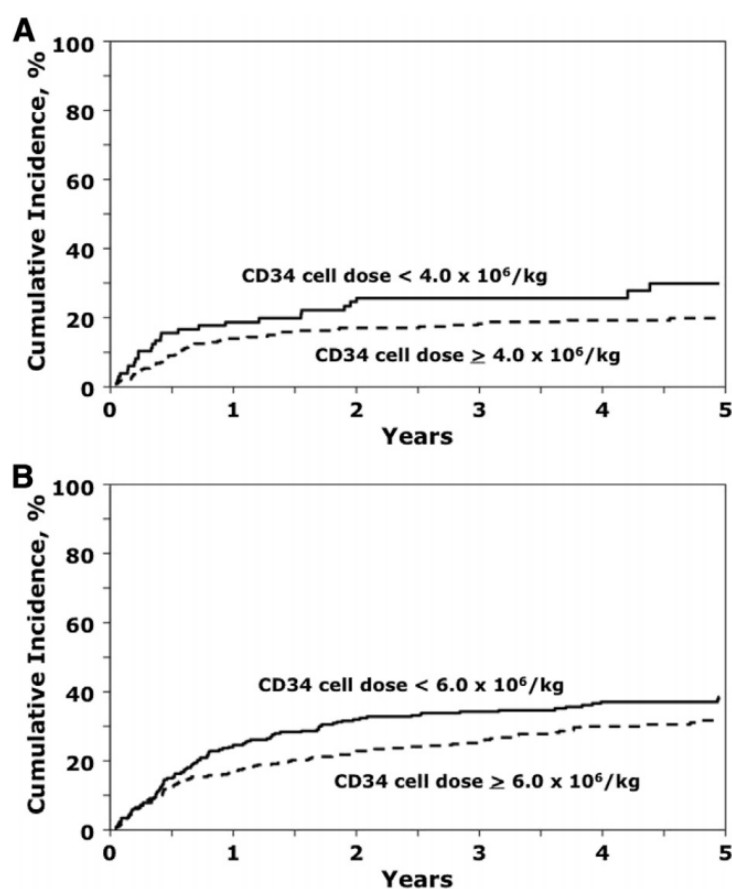 A
Cumulative Incidence, %
100
80
60
40
20
0
CD34 cell dose < 4.0 x 10⁶/kg
CD34 cell dose ≥ 4.0 x 10⁶/kg
0 1 2 3 4 5
Years
B
Cumulative Incidence, %
100
80
60
40
20
0
CD34 cell dose < 6.0 x 10⁶/kg
CD34 cell dose ≥ 6.0 x 10⁶/kg
0 1 2 3 4 5
Years